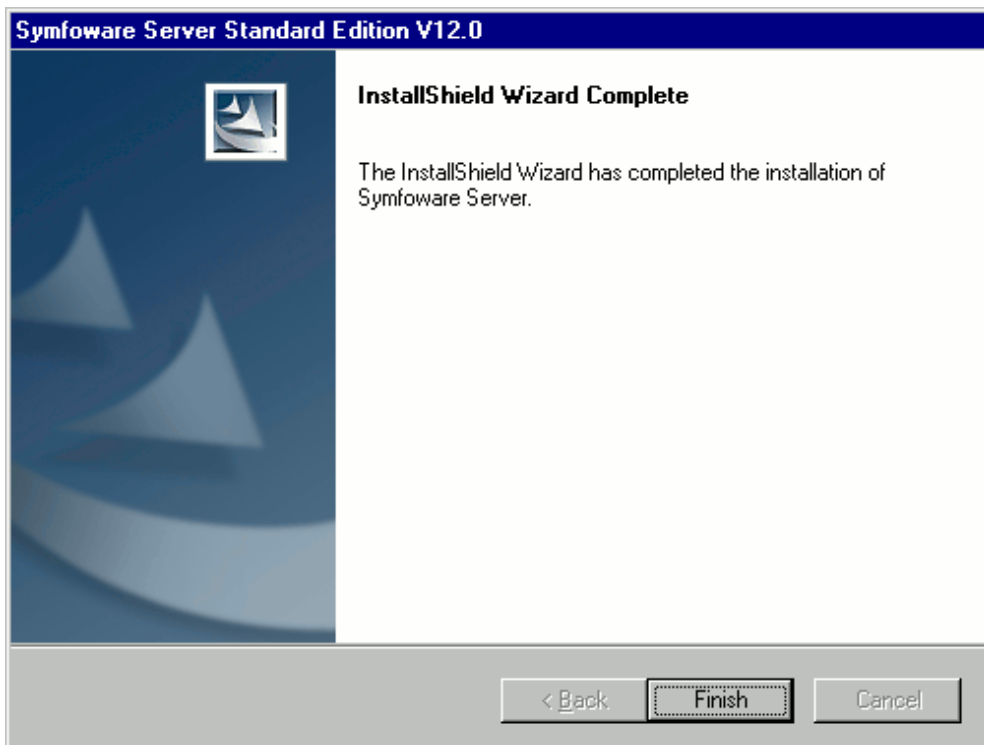 Symfoware Server Standard Edition V12.0
InstallShield Wizard Complete
The InstallShield Wizard has completed the installation of
Symfoware Server.
< Back
Finish
Cancel